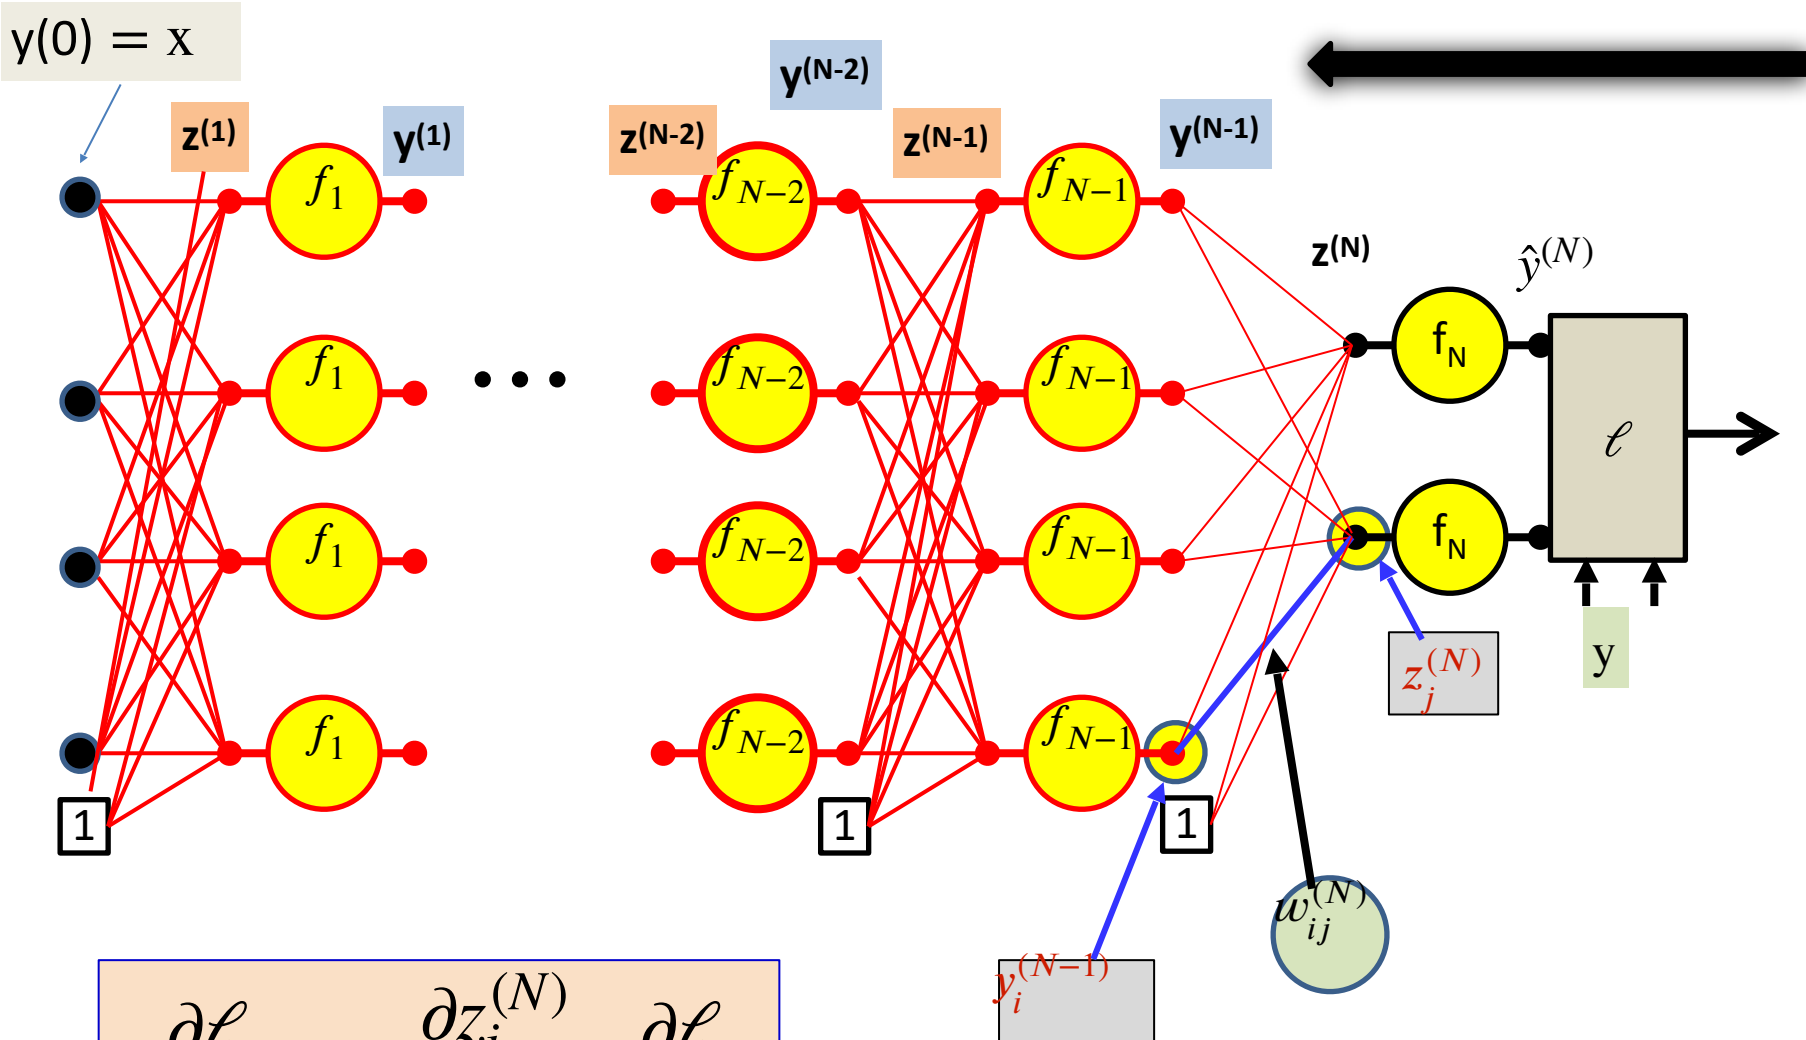 y(0) = x
y(N-2)
z(1)
y(1)
z(N-2)
z(N-1)
y(N-1)
f1
fN−2
fN−1
z(N)
ŷ(N)
fN
f1
fN−2
fN−1
ℓ
f1
fN−2
fN−1
fN
zj(N)
y
f1
fN−2
fN−1
1
1
1
wij(N)
yi(N−1)
∂ℓ ∂zj(N) ∂ℓ